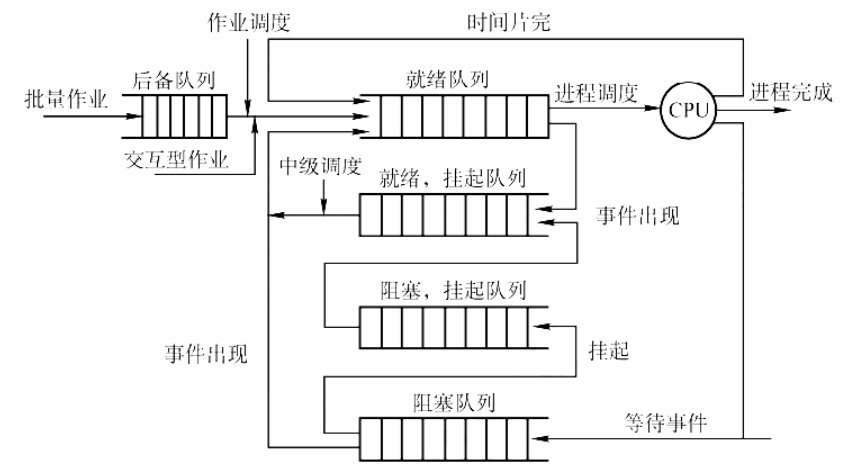 作业调度
时间片完
后备队列
就绪队列
批量作业
进程调度
CPU
进程完成
交互型作业
中级调度
就绪，挂起队列
事件出现
阻塞，挂起队列
事件出现
挂起
阻塞队列
等待事件